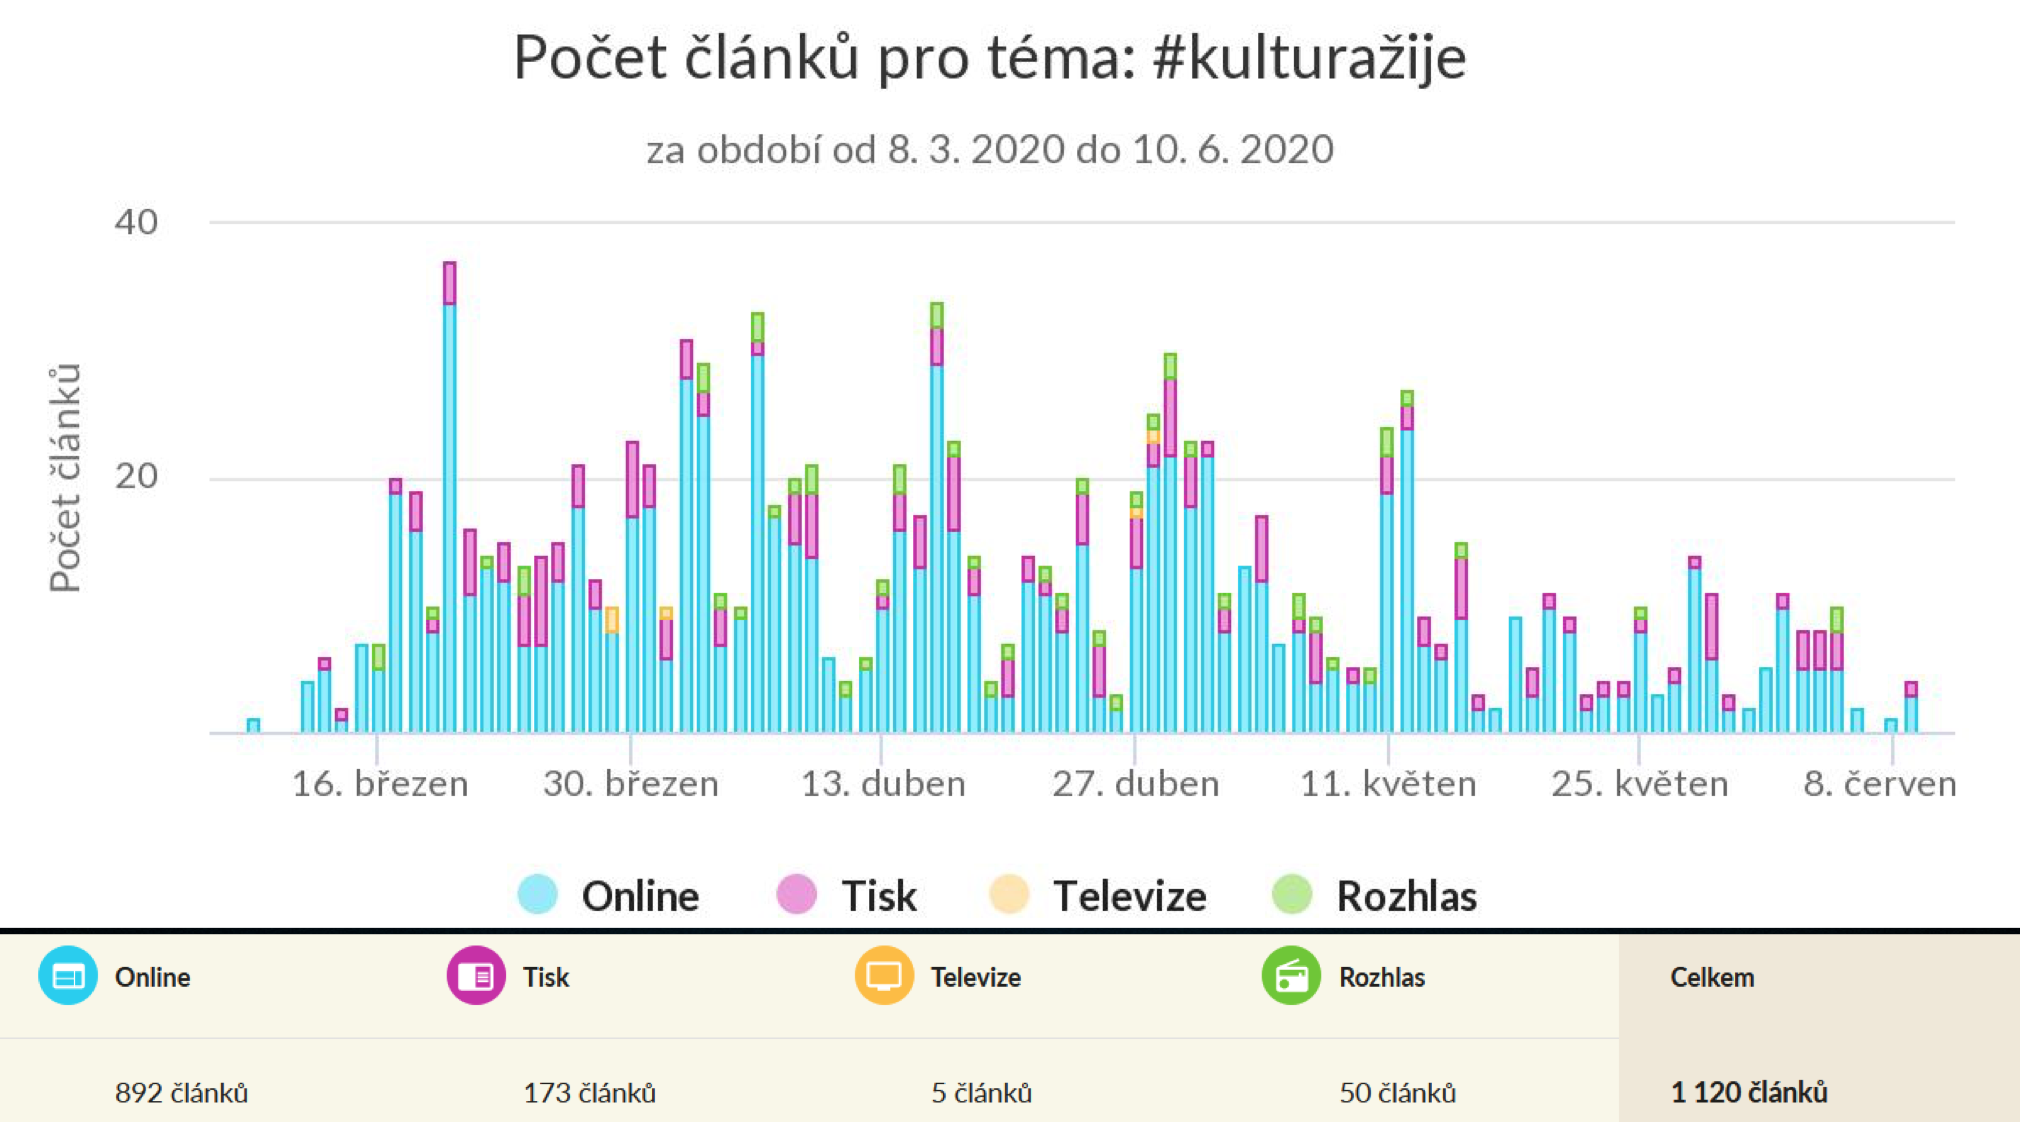 Počet článků pro téma: #kulturažije
za období od 8. 3. 2020 do 10. 6. 2020
40
20
Počet článků
16. březen 30. březen 13. duben 27. duben 11. květen 25. květen 8. červen
Online Tisk Televize Rozhlas
Online Tisk Televize Rozhlas Celkem
892 článků 173 článků 5 článků 50 článků 1 120 článků